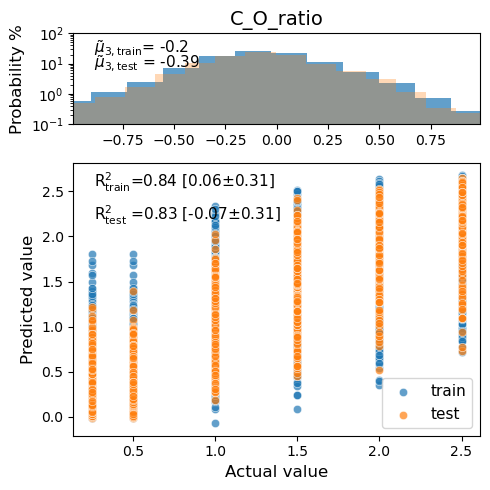 C_O_ratio
Probability %
10²
10¹
10⁰
10⁻¹
μ̃₃,train= -0.2
μ̃₃,test = -0.39
−0.75 −0.50 −0.25 0.00 0.25 0.50 0.75
R²train=0.84 [0.06±0.31]
R²test =0.83 [-0.07±0.31]
Predicted value
2.5
2.0
1.5
1.0
0.5
0.0
train
test
0.5 1.0 1.5 2.0 2.5
Actual value